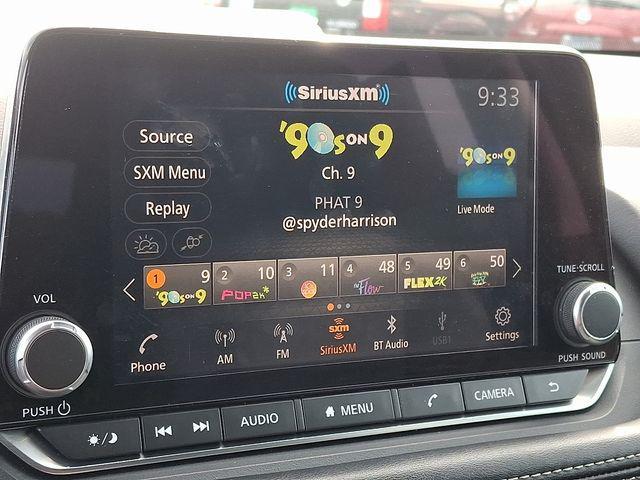 SiriusXM
9:33
Source
'90s ON 9
SXM Menu
Ch. 9
'90s ON 9
Replay
PHAT 9
Live Mode
@spyderharrison
1 9
2 10
3 11
4 48
5 49
6 50
'90s ON 9
POP2K
Flow
FLEX2K
TUNE·SCROLL
VOL
Phone
AM
FM
sxm
SiriusXM
BT Audio
USB1
Settings
PUSH
PUSH SOUND
AUDIO
MENU
CAMERA